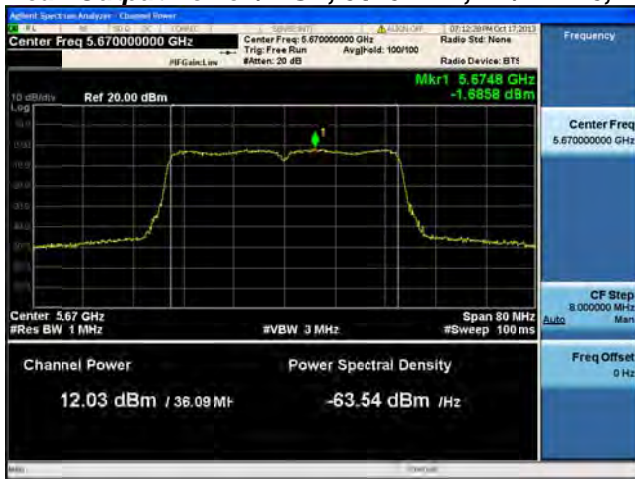 Agilent Spectrum Analyzer - Channel Power
07:12:28 PM Oct 17, 2013
Center Freq 5.670000000 GHz
Center Freq: 5.670000000 GHz
Radio Std: None
Frequency
Trig: Free Run
Avg|Hold: 100/100
#IFGain:Low
#Atten: 20 dB
Radio Device: BTS
Mkr1 5.6748 GHz
-1.6858 dBm
10 dB/div
Ref 20.00 dBm
Log
1
Center Freq
5.670000000 GHz
Center 5.67 GHz
Span 80 MHz
#Res BW 1 MHz
#VBW 3 MHz
#Sweep 100 ms
CF Step
8.000000 MHz
Auto Man
Channel Power
Power Spectral Density
Freq Offset
0 Hz
12.03 dBm / 36.09 MH
-63.54 dBm /Hz